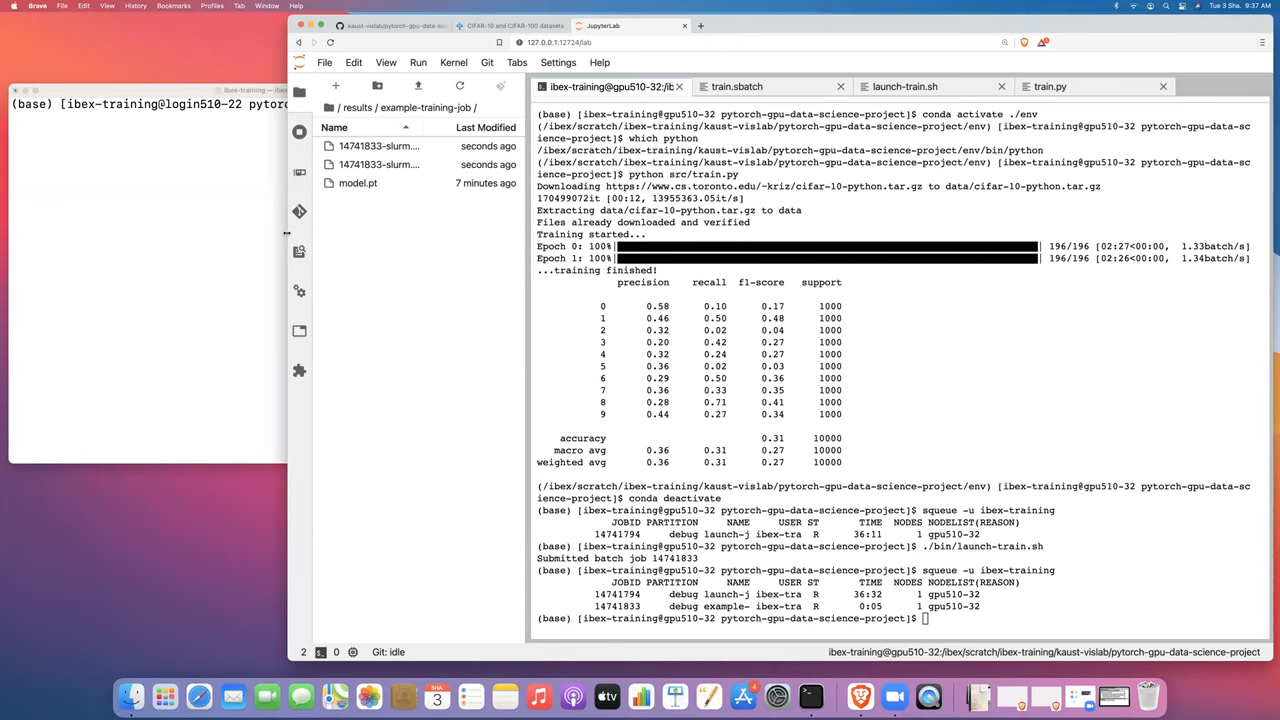 Brave File Edit View History Bookmarks Profiles Tab Window Help
Tue 3 Sha. 9:37 AM
kaust-vislab/pytorch-gpu-data-sci
CIFAR-10 and CIFAR-100 datasets
JupyterLab
127.0.0.1:12724/lab
File Edit View Run Kernel Git Tabs Settings Help
ibex-training
(base) [ibex-training@login510-22 pytorc
/ results / example-training-job /
Name Last Modified
14741833-slurm.... seconds ago
14741833-slurm.... seconds ago
model.pt 7 minutes ago
ibex-training@gpu510-32:/ib
train.sbatch
launch-train.sh
train.py
(base) [ibex-training@gpu510-32 pytorch-gpu-data-science-project]$ conda activate ./env
(/ibex/scratch/ibex-training/kaust-vislab/pytorch-gpu-data-science-project/env) [ibex-training@gpu510-32 pytorch-gpu-data-sc
ience-project]$ which python
/ibex/scratch/ibex-training/kaust-vislab/pytorch-gpu-data-science-project/env/bin/python
(/ibex/scratch/ibex-training/kaust-vislab/pytorch-gpu-data-science-project/env) [ibex-training@gpu510-32 pytorch-gpu-data-sc
ience-project]$ python src/train.py
Downloading https://www.cs.toronto.edu/~kriz/cifar-10-python.tar.gz to data/cifar-10-python.tar.gz
170499072it [00:12, 13955363.05it/s]
Extracting data/cifar-10-python.tar.gz to data
Files already downloaded and verified
Training started...
Epoch 0: 100%| | 196/196 [02:27<00:00, 1.33batch/s]
Epoch 1: 100%| | 196/196 [02:26<00:00, 1.34batch/s]
...training finished!
precision recall f1-score support
0 0.58 0.10 0.17 1000
1 0.46 0.50 0.48 1000
2 0.32 0.02 0.04 1000
3 0.20 0.42 0.27 1000
4 0.32 0.24 0.27 1000
5 0.36 0.02 0.03 1000
6 0.29 0.50 0.36 1000
7 0.36 0.33 0.35 1000
8 0.28 0.71 0.41 1000
9 0.44 0.27 0.34 1000
accuracy 0.31 10000
macro avg 0.36 0.31 0.27 10000
weighted avg 0.36 0.31 0.27 10000
(/ibex/scratch/ibex-training/kaust-vislab/pytorch-gpu-data-science-project/env) [ibex-training@gpu510-32 pytorch-gpu-data-sc
ience-project]$ conda deactivate
(base) [ibex-training@gpu510-32 pytorch-gpu-data-science-project]$ squeue -u ibex-training
JOBID PARTITION NAME USER ST TIME NODES NODELIST(REASON)
14741794 debug launch-j ibex-tra R 36:11 1 gpu510-32
(base) [ibex-training@gpu510-32 pytorch-gpu-data-science-project]$ ./bin/launch-train.sh
Submitted batch job 14741833
(base) [ibex-training@gpu510-32 pytorch-gpu-data-science-project]$ squeue -u ibex-training
JOBID PARTITION NAME USER ST TIME NODES NODELIST(REASON)
14741794 debug launch-j ibex-tra R 36:32 1 gpu510-32
14741833 debug example- ibex-tra R 0:05 1 gpu510-32
(base) [ibex-training@gpu510-32 pytorch-gpu-data-science-project]$
2 0 Git: idle
ibex-training@gpu510-32:/ibex/scratch/ibex-training/kaust-vislab/pytorch-gpu-data-science-project
SHA.
3
tv
4